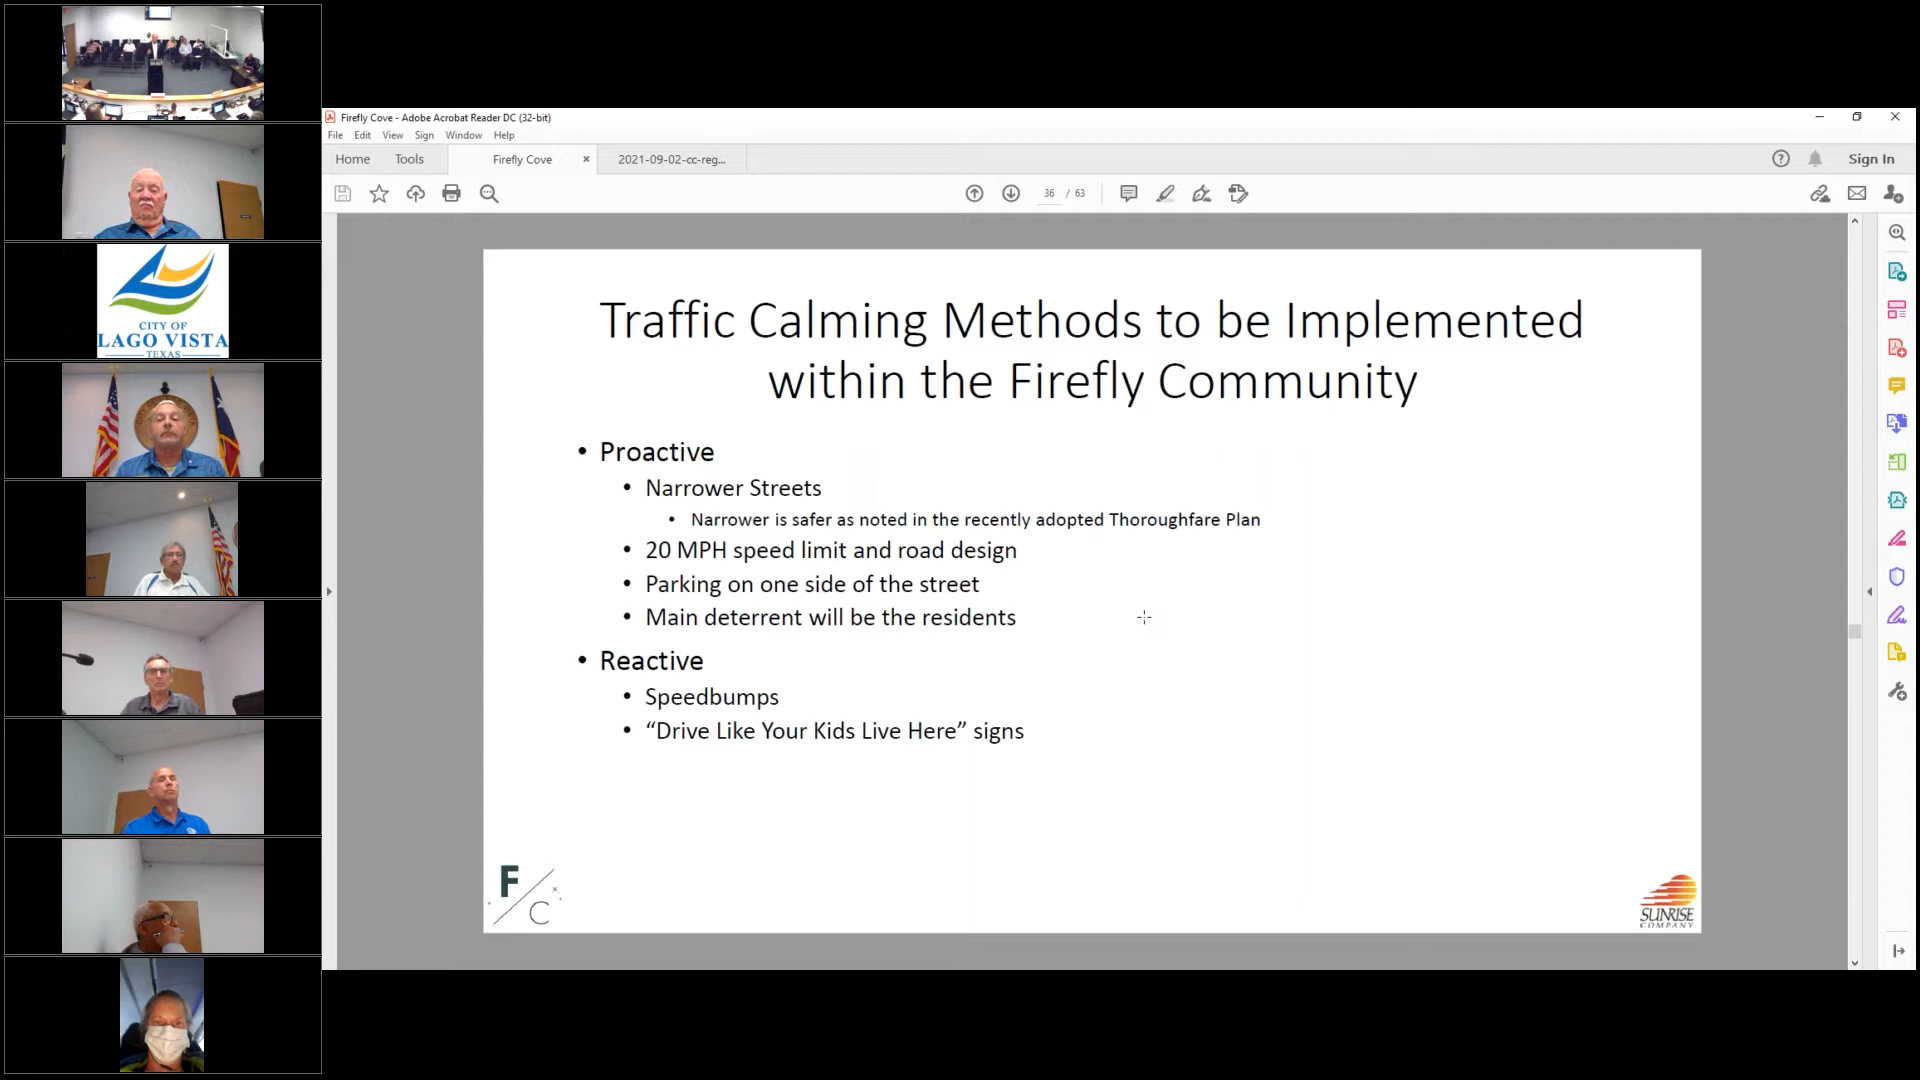 CITY OF
LAGO VISTA
TEXAS
Firefly Cove - Adobe Acrobat Reader DC (32-bit)
File Edit View Sign Window Help
Home Tools Firefly Cove 2021-09-02-cc-reg... Sign In
36 / 63
Traffic Calming Methods to be Implemented
within the Firefly Community
• Proactive
• Narrower Streets
• Narrower is safer as noted in the recently adopted Thoroughfare Plan
• 20 MPH speed limit and road design
• Parking on one side of the street
• Main deterrent will be the residents
• Reactive
• Speedbumps
• “Drive Like Your Kids Live Here” signs
F
C
SUNRISE
COMPANY